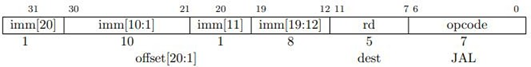 31 30 21 20 19 12 11 7 6 0
imm[20] imm[10:1] imm[11] imm[19:12] rd opcode
1 10 1 8 5 7
offset[20:1] dest JAL